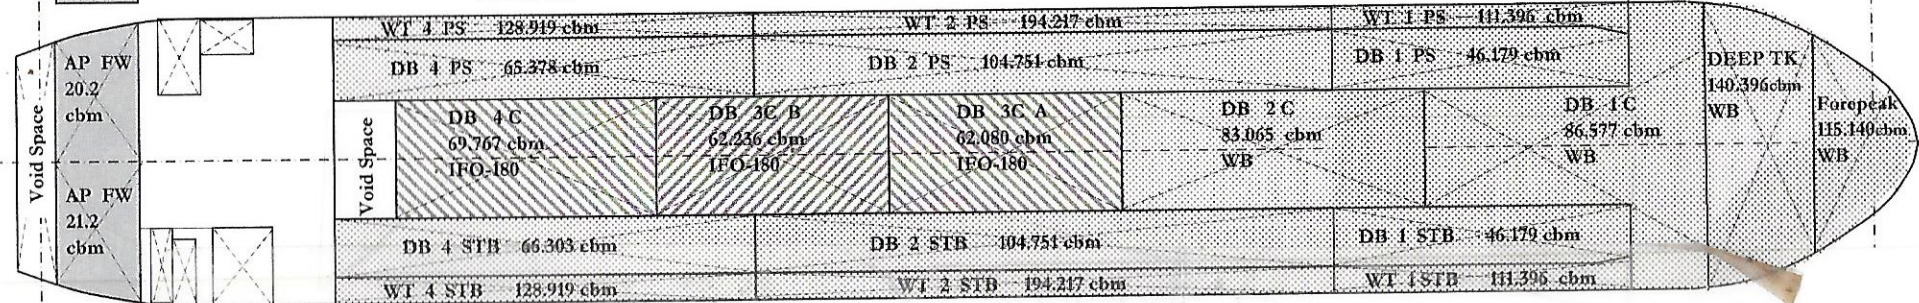 Void Space
AP FW
20.2
cbm
AP FW
21.2
cbm
WT 4 PS 128.919 cbm
WT 2 PS 194.217 cbm
WT 1 PS 111.396 cbm
DB 4 PS 65.378 cbm
DB 2 PS 104.751 cbm
DB 1 PS 46.179 cbm
Void Space
DB 4 C
69.767 cbm
IFO-180
DB 3C B
62.236 cbm
IFO-180
DB 3C A
62.080 cbm
IFO-180
DB 2 C
83.065 cbm
WB
DB 1 C
86.577 cbm
WB
DEEP TK
140.396cbm
WB
Forepeak
115.140cbm
WB
DB 4 STB 66.303 cbm
DB 2 STB 104.751 cbm
DB 1 STB 46.179 cbm
WT 4 STB 128.919 cbm
WT 2 STB 194.217 cbm
WT 1STB 111.396 cbm